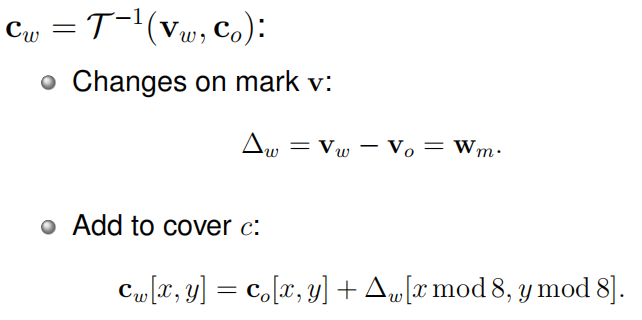 𝐜_w = 𝒯^{-1}(𝐯_w, 𝐜_o):
Changes on mark 𝐯:
Δ_w = 𝐯_w − 𝐯_o = 𝐰_m.
Add to cover c:
𝐜_w[x, y] = 𝐜_o[x, y] + Δ_w[x mod 8, y mod 8].